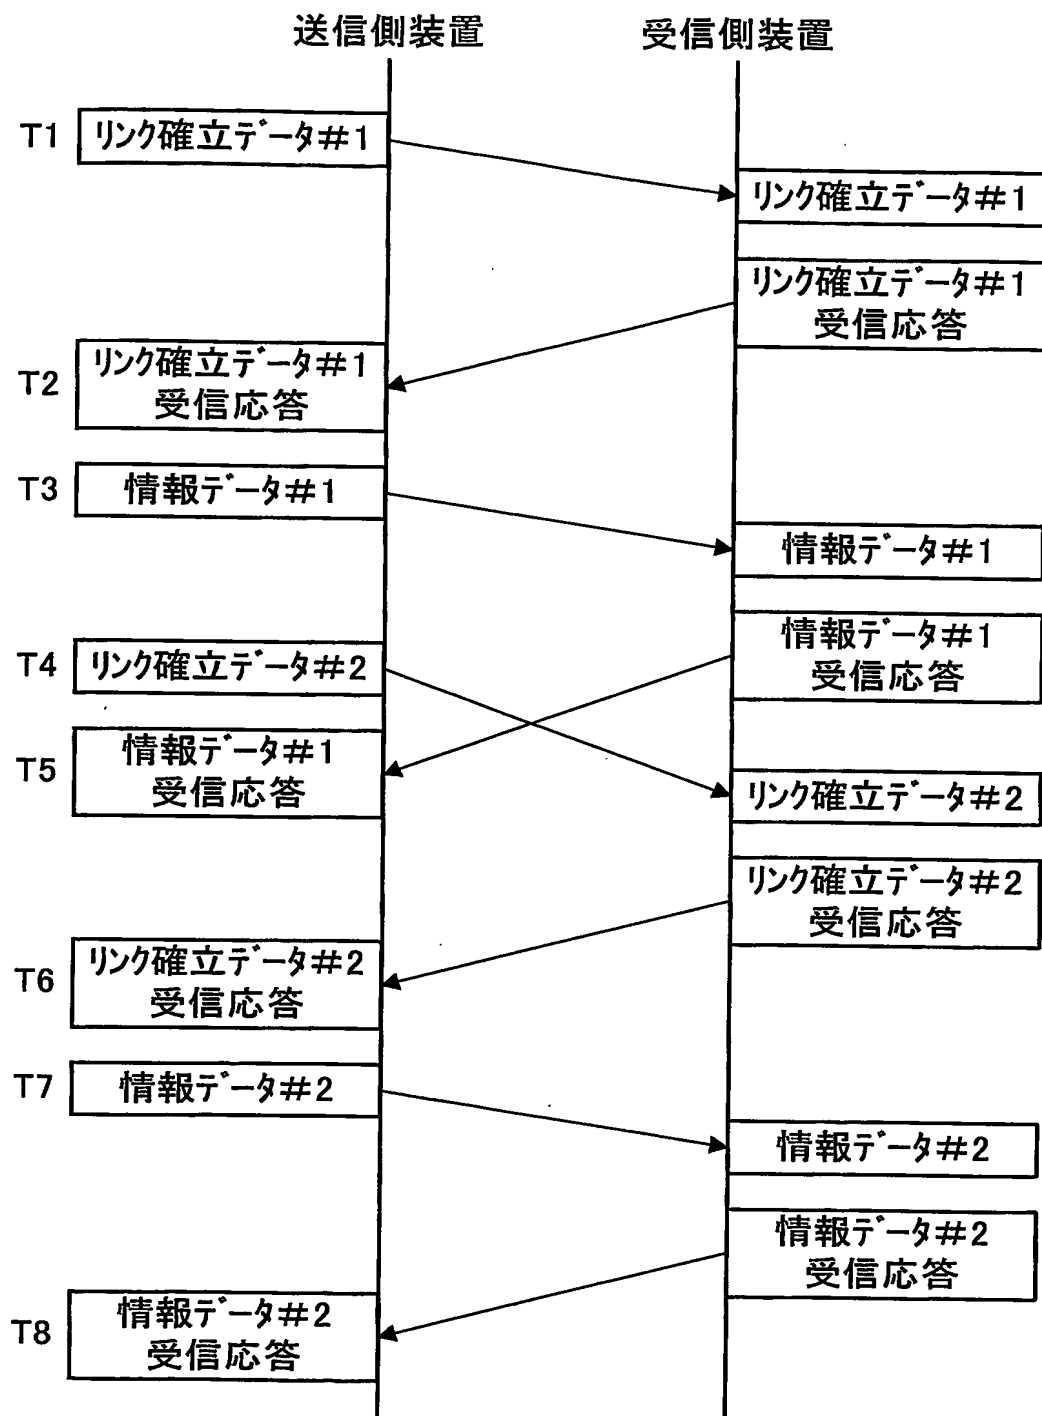 送信側装置 受信側装置
T1 リンク確立データ#1
リンク確立データ#1
リンク確立データ#1
受信応答
T2 リンク確立データ#1
受信応答
T3 情報データ#1
情報データ#1
情報データ#1
受信応答
T4 リンク確立データ#2
T5 情報データ#1
受信応答
リンク確立データ#2
リンク確立データ#2
受信応答
T6 リンク確立データ#2
受信応答
T7 情報データ#2
情報データ#2
情報データ#2
受信応答
T8 情報データ#2
受信応答